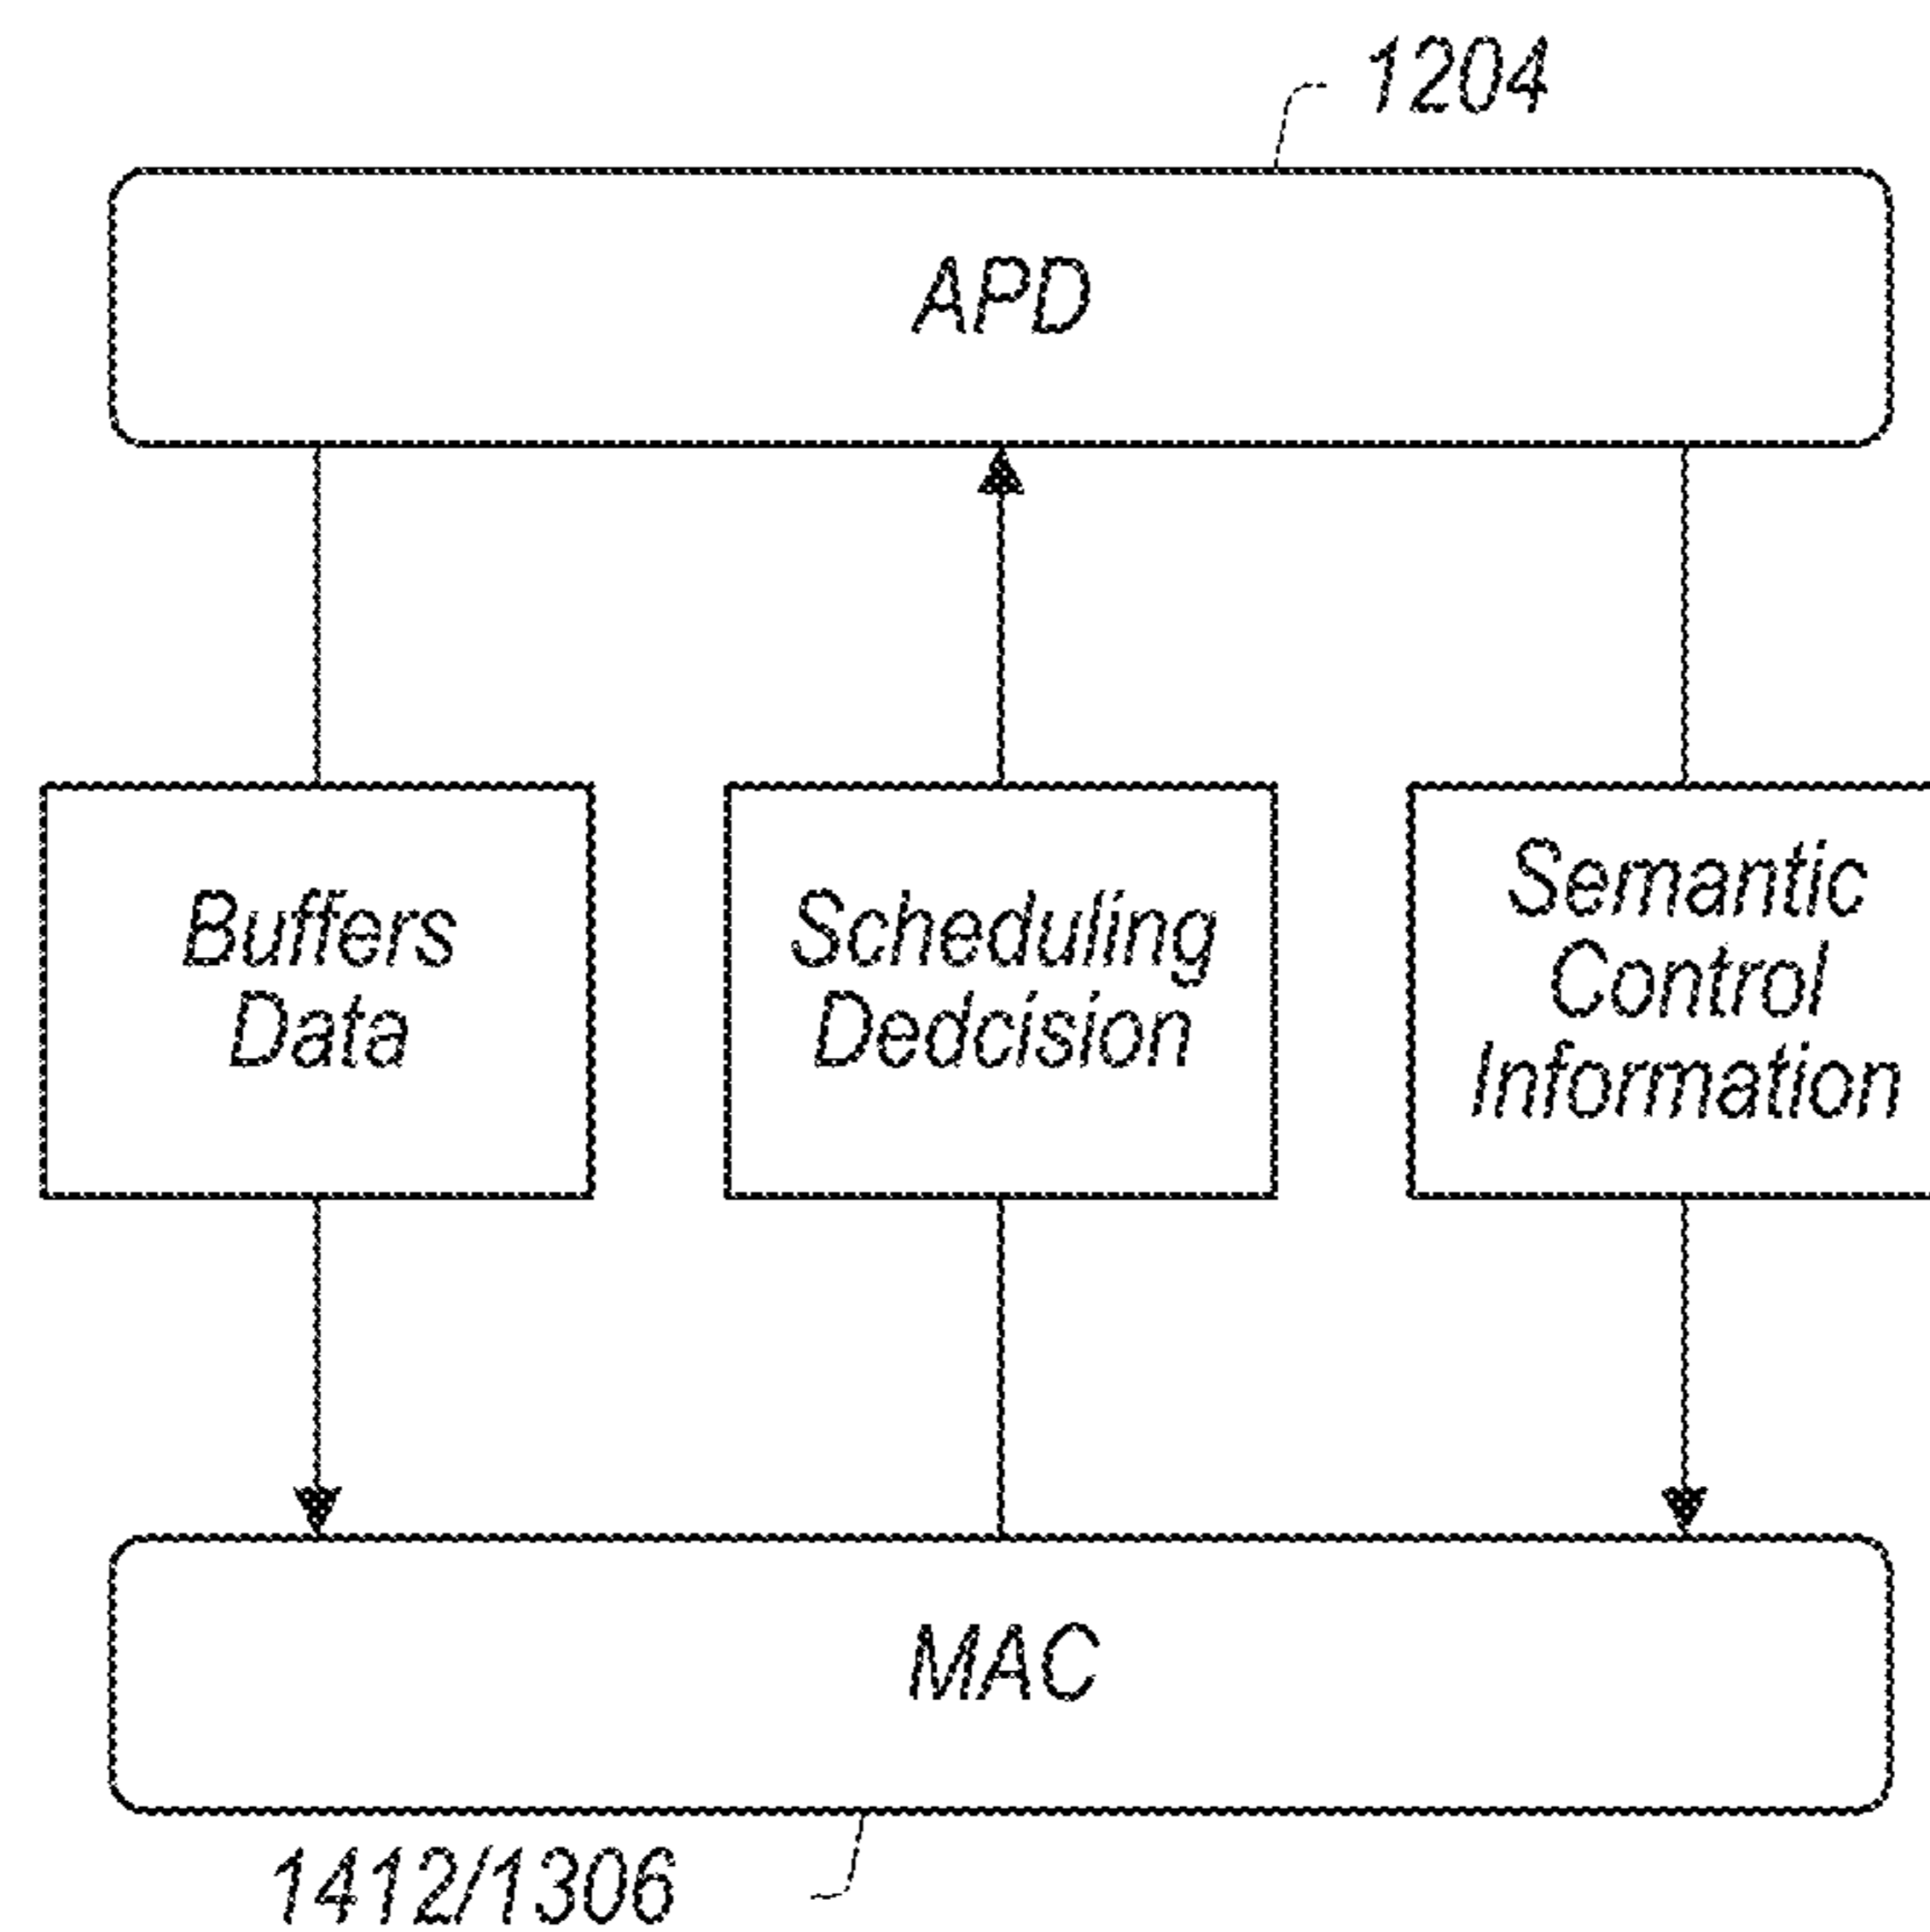 1204
APD
Buffers
Data
Scheduling
Dedcision
Semantic
Control
Information
MAC
1412/1306